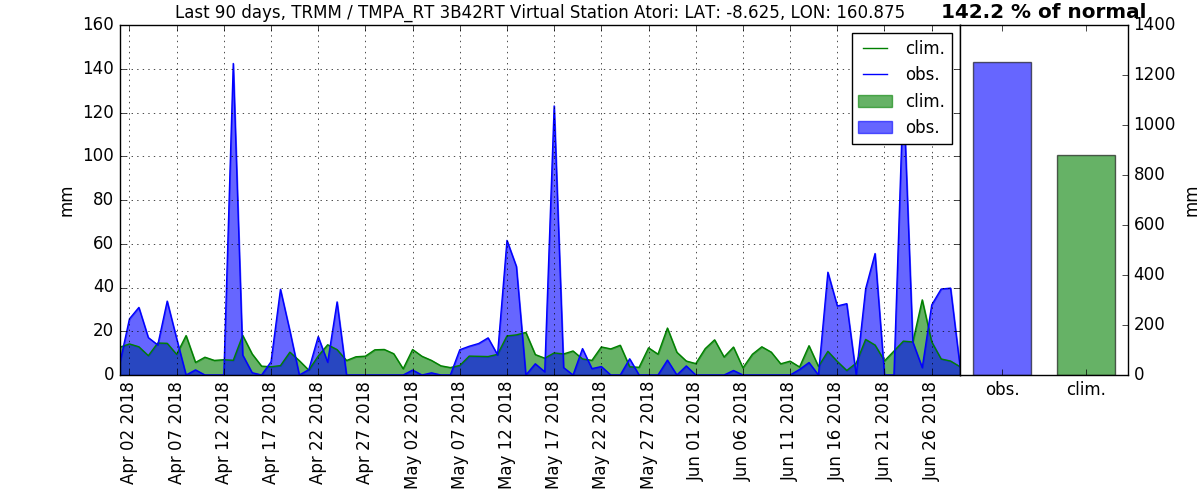 Last 90 days, TRMM / TMPA_RT 3B42RT Virtual Station Atori: LAT: -8.625, LON: 160.875
142.2 % of normal
160
140
120
100
80
60
40
20
0
mm
clim.
obs.
clim.
obs.
1400
1200
1000
800
600
400
200
0
mm
Apr 02 2018
Apr 07 2018
Apr 12 2018
Apr 17 2018
Apr 22 2018
Apr 27 2018
May 02 2018
May 07 2018
May 12 2018
May 17 2018
May 22 2018
May 27 2018
Jun 01 2018
Jun 06 2018
Jun 11 2018
Jun 16 2018
Jun 21 2018
Jun 26 2018
obs.
clim.